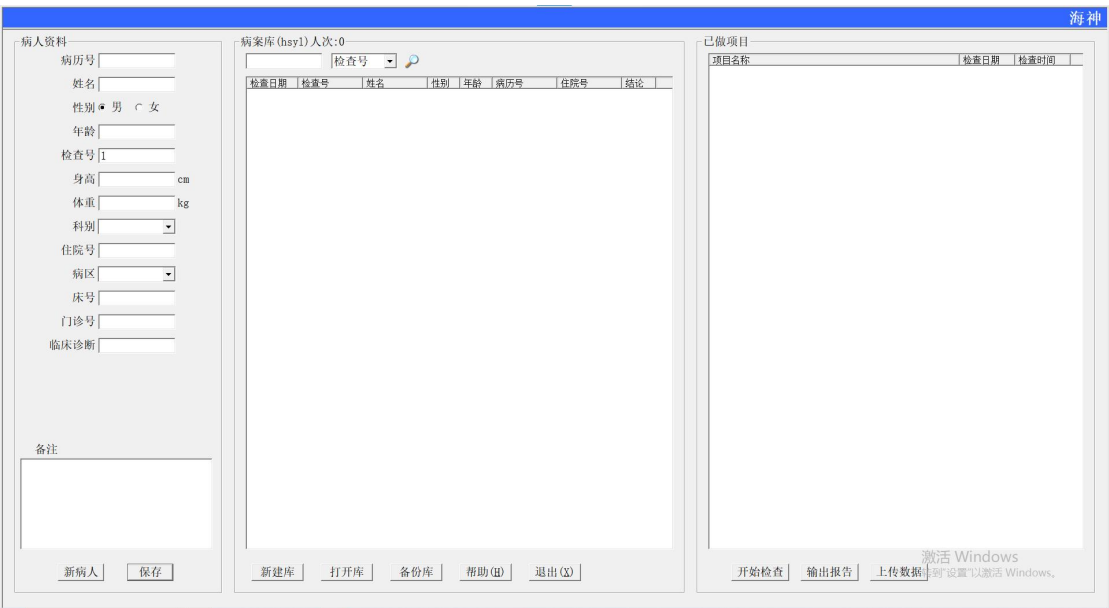 海神
病人资料
病历号
姓名
性别 男 女
年龄
检查号 1
身高 cm
体重 kg
科别
住院号
病区
床号
门诊号
临床诊断
备注
新病人 保存
病案库(hsyl)人次:0
检查号
检查日期 检查号 姓名 性别 年龄 病历号 住院号 结论
新建库 打开库 备份库 帮助(H) 退出(X)
已做项目
项目名称 检查日期 检查时间
开始检查 输出报告 上传数据
激活 Windows
转到"设置"以激活 Windows。